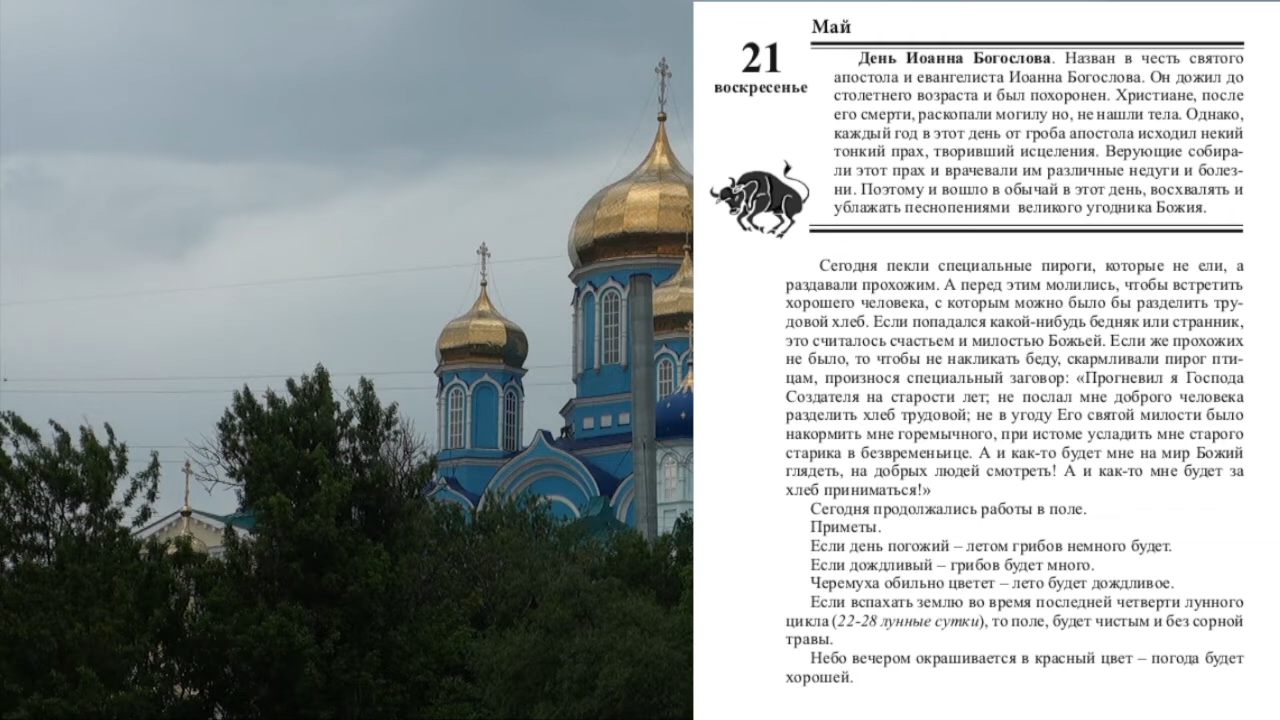 Май
21
воскресенье
День Иоанна Богослова. Назван в честь святого
апостола и евангелиста Иоанна Богослова. Он дожил до
столетнего возраста и был похоронен. Христиане, после
его смерти, раскопали могилу но, не нашли тела. Однако,
каждый год в этот день от гроба апостола исходил некий
тонкий прах, творивший исцеления. Верующие собира-
ли этот прах и врачевали им различные недуги и болез-
ни. Поэтому и вошло в обычай в этот день, восхвалять и
ублажать песнопениями великого угодника Божия.
Сегодня пекли специальные пироги, которые не ели, а
раздавали прохожим. А перед этим молились, чтобы встретить
хорошего человека, с которым можно было бы разделить тру-
довой хлеб. Если попадался какой-нибудь бедняк или странник,
это считалось счастьем и милостью Божьей. Если же прохожих
не было, то чтобы не накликать беду, скармливали пирог пти-
цам, произнося специальный заговор: «Прогневил я Господа
Создателя на старости лет; не послал мне доброго человека
разделить хлеб трудовой; не в угоду Его святой милости было
накормить мне горемычного, при истоме усладить мне старого
старика в безвременьице. А и как-то будет мне на мир Божий
глядеть, на добрых людей смотреть! А и как-то мне будет за
хлеб приниматься!»
Сегодня продолжались работы в поле.
Приметы.
Если день погожий – летом грибов немного будет.
Если дождливый – грибов будет много.
Черемуха обильно цветет – лето будет дождливое.
Если вспахать землю во время последней четверти лунного
цикла (22-28 лунные сутки), то поле, будет чистым и без сорной
травы.
Небо вечером окрашивается в красный цвет – погода будет
хорошей.